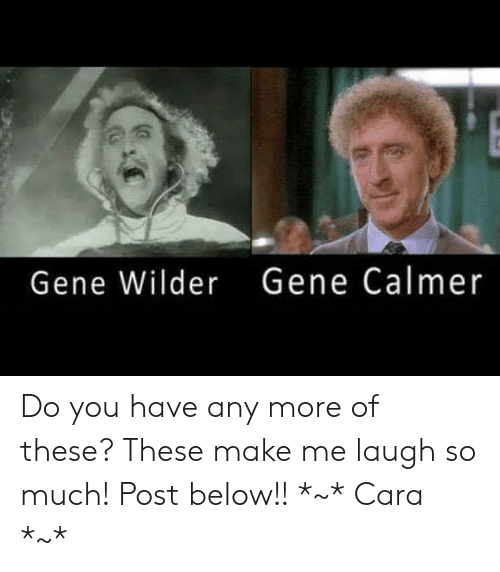 Gene Wilder Gene Calmer
Do you have any more of
these? These make me laugh so
much! Post below!! *~* Cara
*~*